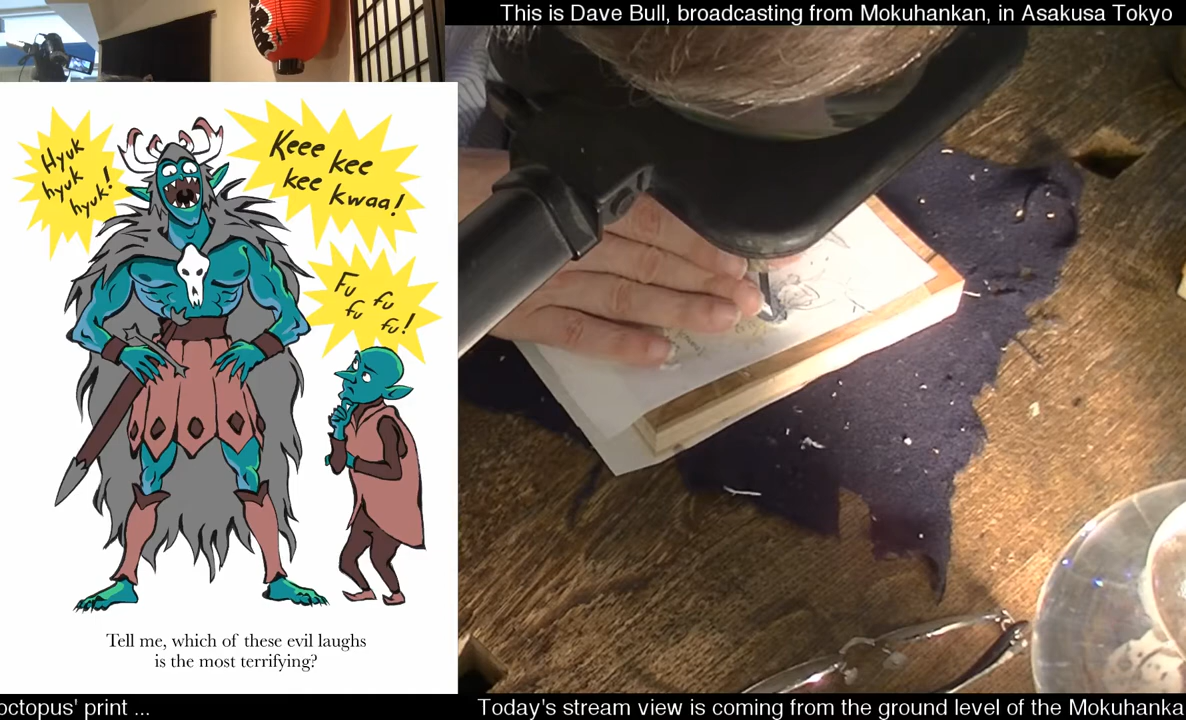 This is Dave Bull, broadcasting from Mokuhankan, in Asakusa Tokyo
Hyuk
hyuk
hyuk!
Keee kee
kee kwaa!
Fu fu
fu fu!
Tell me, which of these evil laughs
is the most terrifying?
octopus' print ...
Today's stream view is coming from the ground level of the Mokuhanka